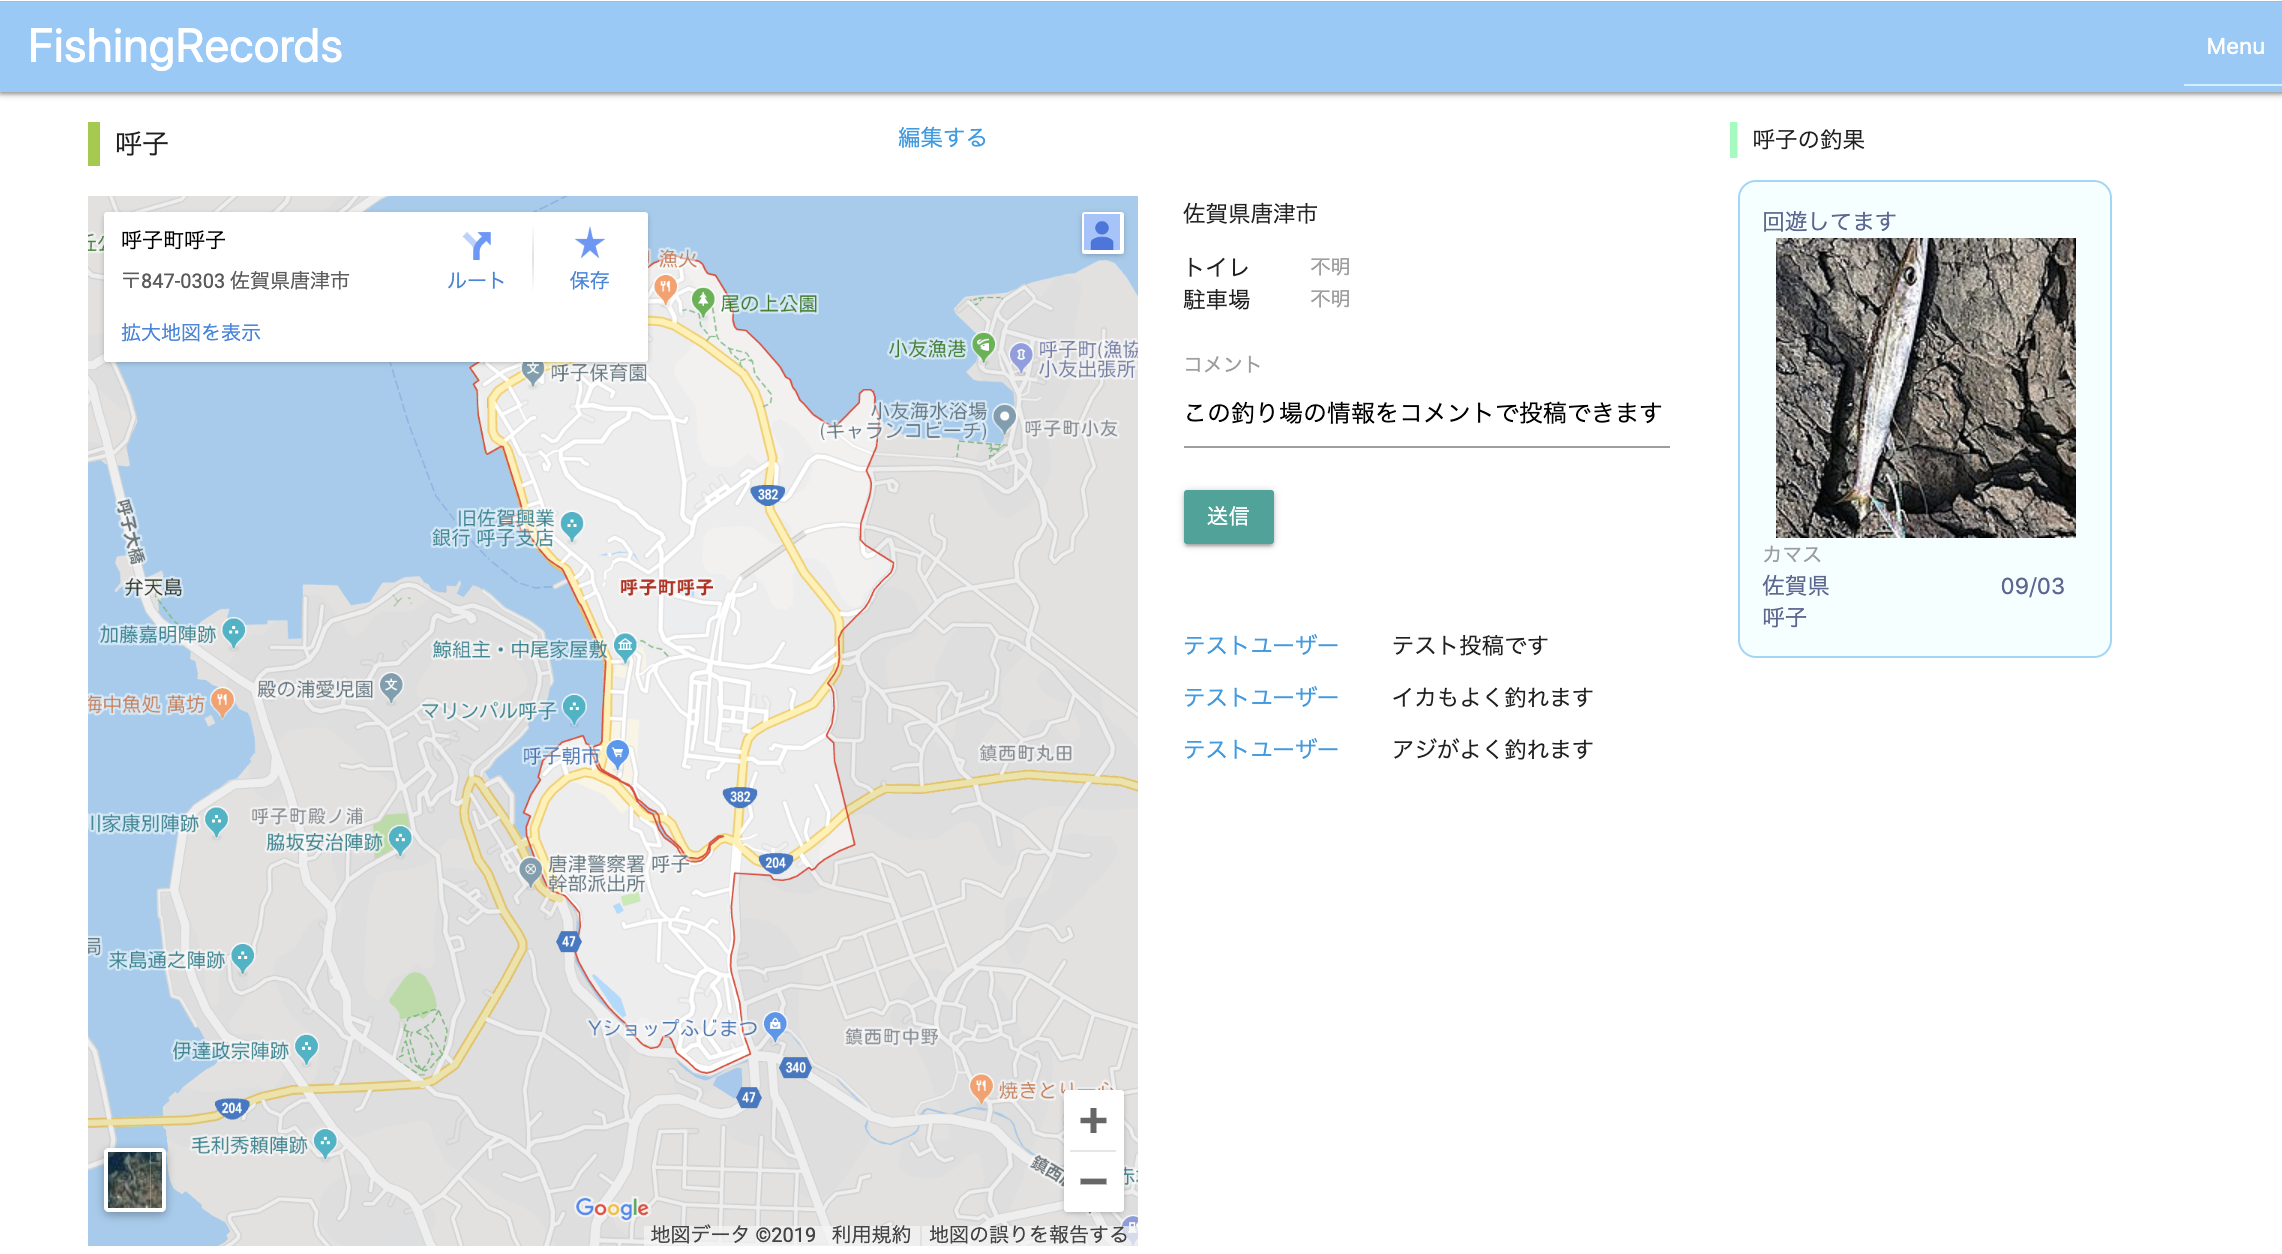 FishingRecords
Menu
呼子
編集する
呼子町呼子
〒847-0303 佐賀県唐津市
拡大地図を表示
ルート
保存
漁火
尾の上公園
小友漁港
呼子町(漁協
小友出張所
呼子保育園
小友海水浴場
(キャランコビーチ)
呼子町小友
382
呼子大橋
旧佐賀興業
銀行 呼子支店
弁天島
呼子町呼子
加藤嘉明陣跡
鯨組主・中尾家屋敷
殿の浦愛児園
海中魚処 萬坊
マリンパル呼子
呼子朝市
鎮西町丸田
382
呼子町殿ノ浦
川家康別陣跡
脇坂安治陣跡
204
唐津警察署 呼子
幹部派出所
47
局
来島通之陣跡
Yショップふじまつ
鎮西町中野
伊達政宗陣跡
340
47
焼きとり一心
204
毛利秀頼陣跡
鎮西
Google
地図データ ©2019
利用規約
地図の誤りを報告する
佐賀県唐津市
トイレ 不明
駐車場 不明
コメント
この釣り場の情報をコメントで投稿できます
送信
テストユーザー テスト投稿です
テストユーザー イカもよく釣れます
テストユーザー アジがよく釣れます
呼子の釣果
回遊してます
カマス
佐賀県 09/03
呼子